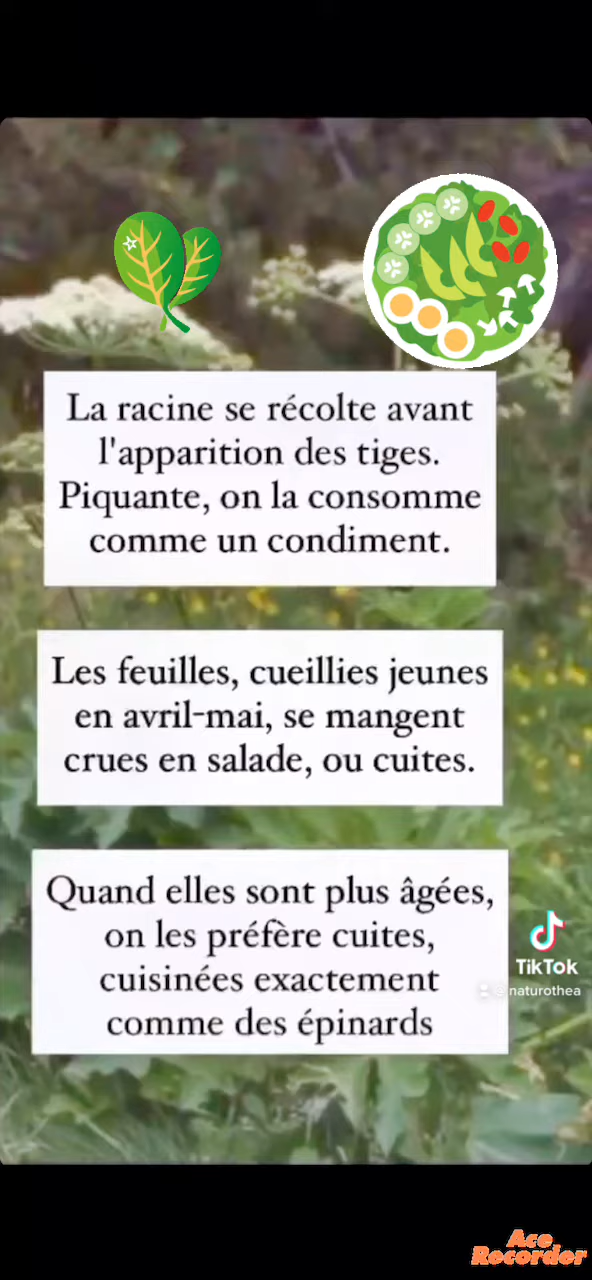 La racine se récolte avant
l'apparition des tiges.
Piquante, on la consomme
comme un condiment.
Les feuilles, cueillies jeunes
en avril-mai, se mangent
crues en salade, ou cuites.
Quand elles sont plus âgées,
on les préfère cuites,
cuisinées exactement
comme des épinards
TikTok
@naturothea
Ace
Recorder